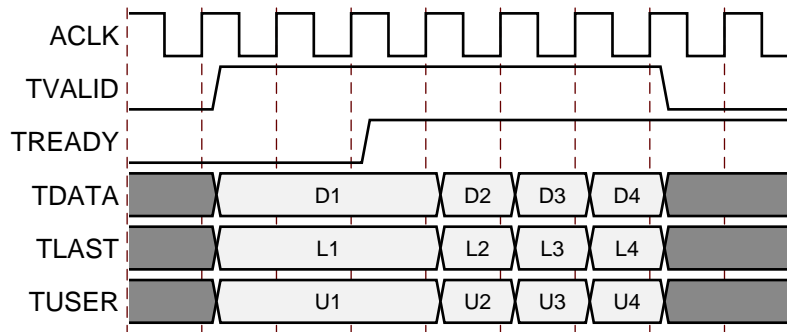 ACLK
TVALID
TREADY
TDATA D1 D2 D3 D4
TLAST L1 L2 L3 L4
TUSER U1 U2 U3 U4